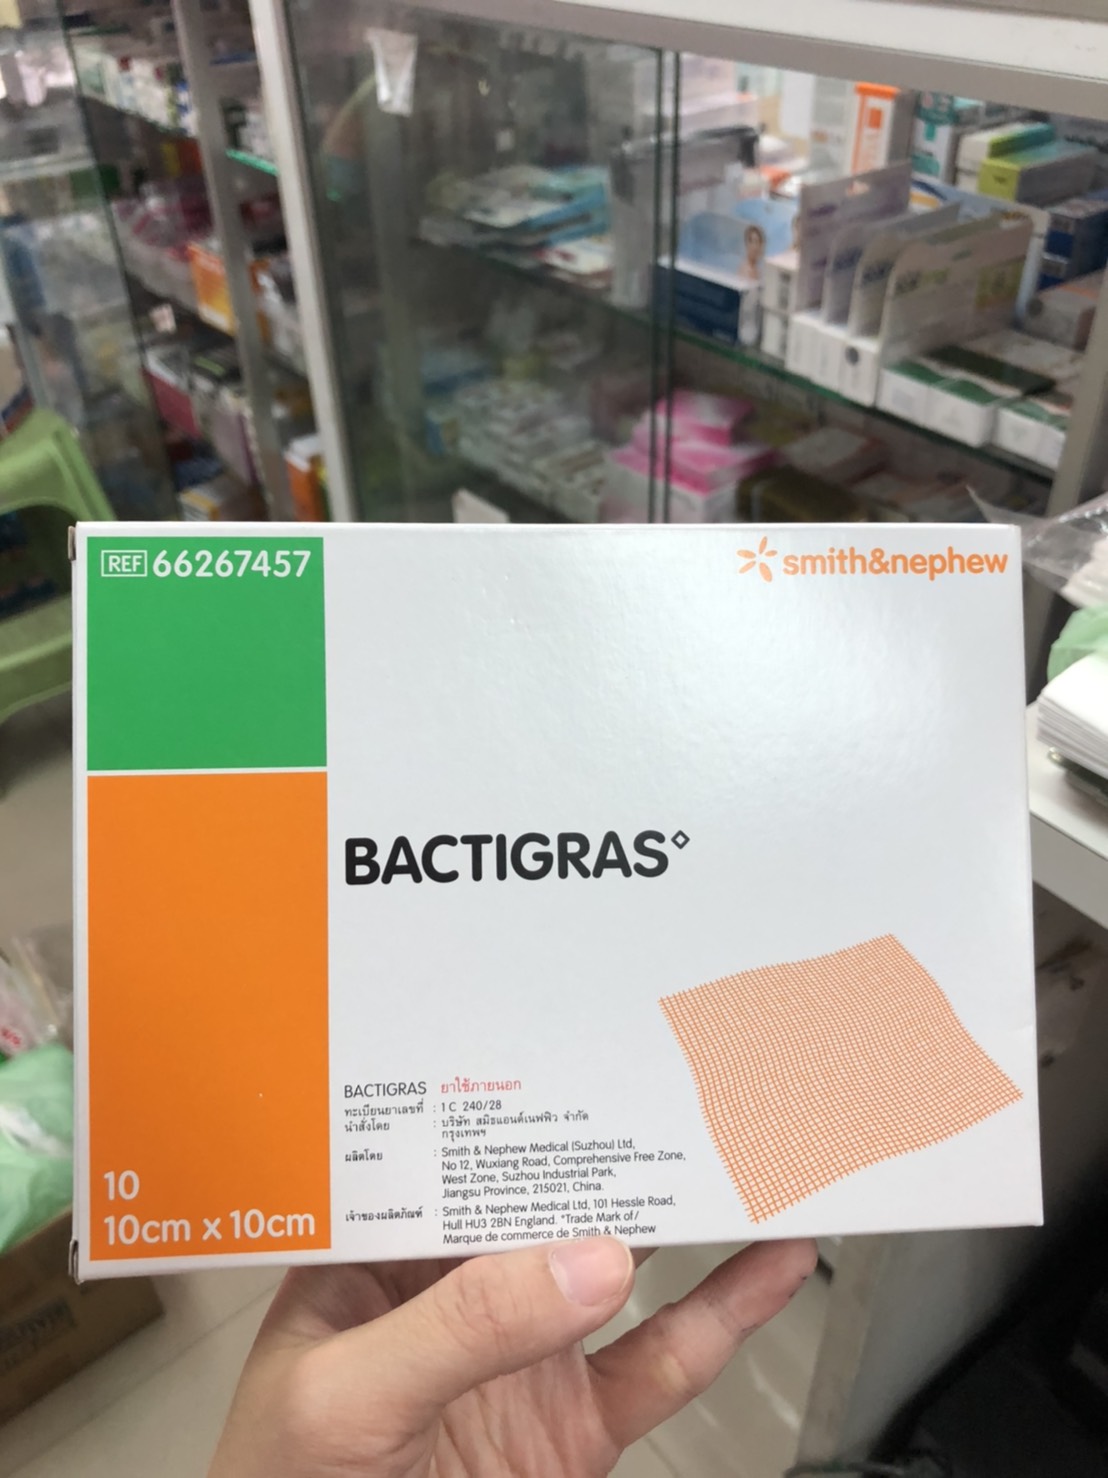 REF 66267457
smith&nephew
BACTIGRAS◊
BACTIGRAS ยาใช้ภายนอก
ทะเบียนยาเลขที่ : 1 C 240/28
นำสั่งโดย : บริษัท สมิธแอนด์เนฟฟิว จำกัด
กรุงเทพฯ
ผลิตโดย : Smith & Nephew Medical (Suzhou) Ltd,
No 12, Wuxiang Road, Comprehensive Free Zone,
West Zone, Suzhou Industrial Park,
Jiangsu Province, 215021, China.
เจ้าของผลิตภัณฑ์ : Smith & Nephew Medical Ltd, 101 Hessle Road,
Hull HU3 2BN England. *Trade Mark of/
Marque de commerce de Smith & Nephew
10
10cm x 10cm